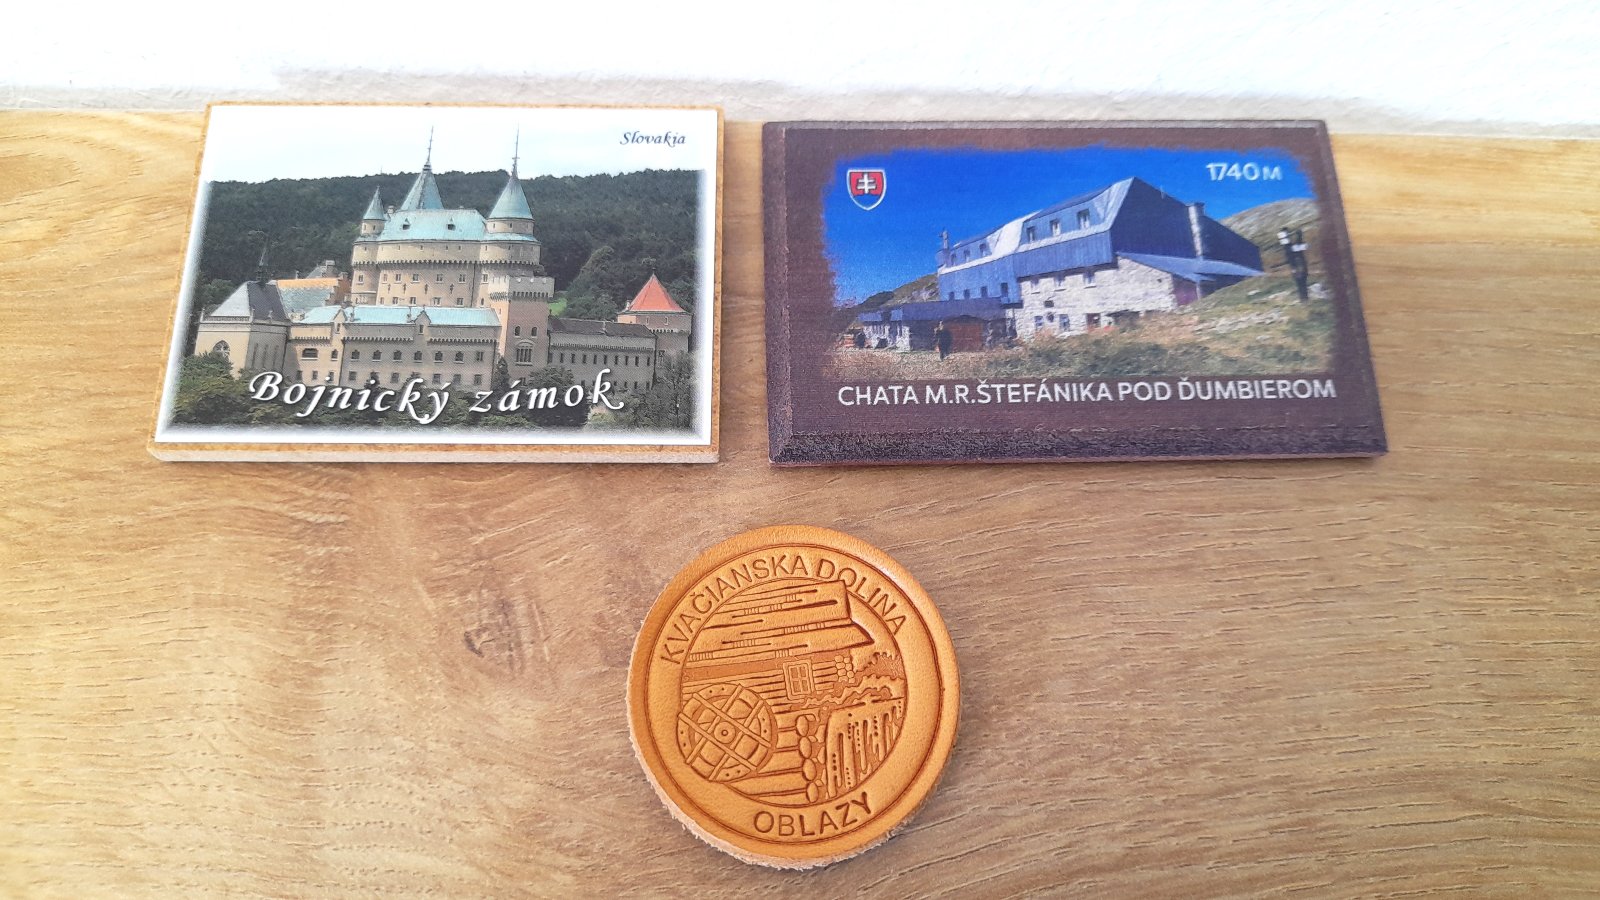 Slovakia
Bojnický zámok
1740 M
CHATA M.R.ŠTEFÁNIKA POD ĎUMBIEROM
KVAČIANSKA DOLINA
OBLAZY